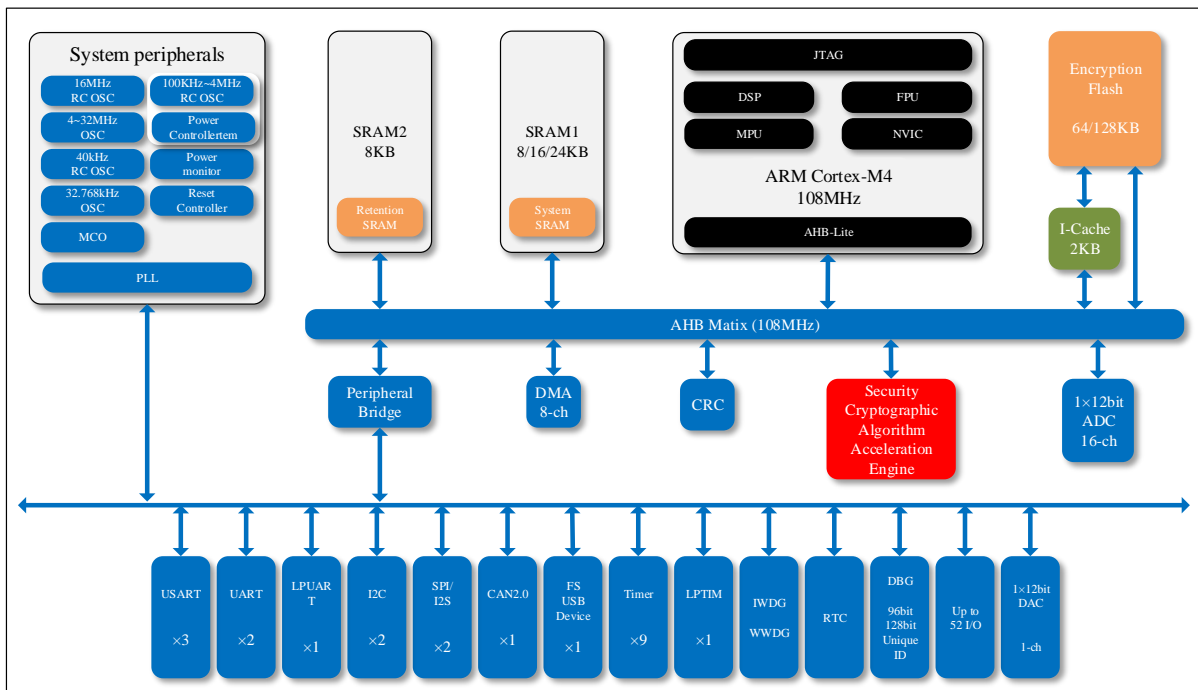 System peripherals
16MHz
RC OSC
100KHz~4MHz
RC OSC
4~32MHz
OSC
Power
Controllertem
40kHz
RC OSC
Power
monitor
32.768kHz
OSC
Reset
Controller
MCO
PLL
SRAM2
8KB
Retention
SRAM
SRAM1
8/16/24KB
System
SRAM
JTAG
DSP
FPU
MPU
NVIC
ARM Cortex-M4
108MHz
AHB-Lite
Encryption
Flash
64/128KB
I-Cache
2KB
AHB Matix (108MHz)
Peripheral
Bridge
DMA
8-ch
CRC
Security
Cryptographic
Algorithm
Acceleration
Engine
1×12bit
ADC
16-ch
USART
×3
UART
×2
LPUAR
T
×1
I2C
×2
SPI/
I2S
×2
CAN2.0
×1
FS
USB
Device
×1
Timer
×9
LPTIM
×1
IWDG
WWDG
RTC
DBG
96bit
128bit
Unique
ID
Up to
52 I/O
1×12bit
DAC
1-ch